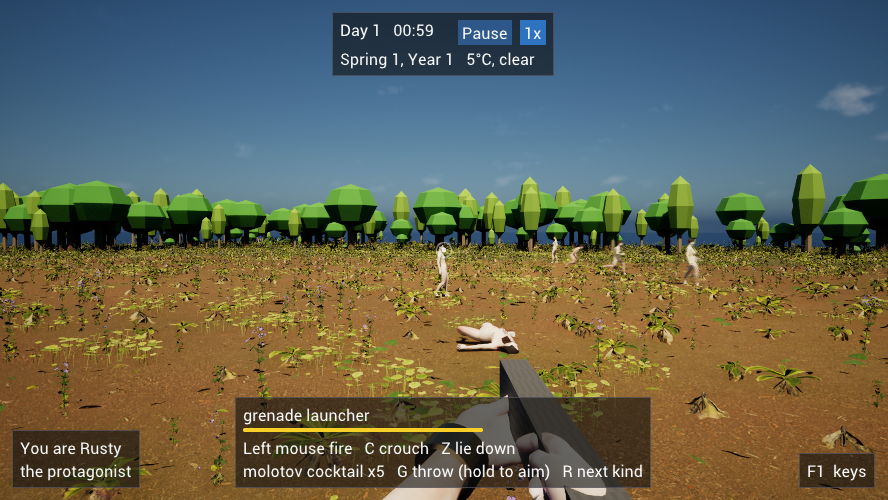 Day 1 00:59 Pause 1x
Spring 1, Year 1 5°C, clear
grenade launcher
Left mouse fire C crouch Z lie down
molotov cocktail x5 G throw (hold to aim) R next kind
You are Rusty
the protagonist
F1 keys